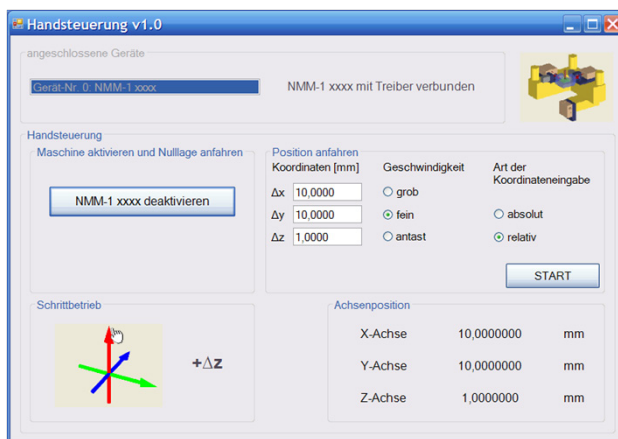 Handsteuerung v1.0
angeschlossene Geräte
Gerät-Nr. 0: NMM-1 xxxx
NMM-1 xxxx mit Treiber verbunden
Handsteuerung
Maschine aktivieren und Nulllage anfahren
NMM-1 xxxx deaktivieren
Position anfahren
Koordinaten [mm] Geschwindigkeit Art der Koordinateneingabe
Δx 10,0000 grob
Δy 10,0000 fein absolut
Δz 1,0000 antast relativ
START
Schrittbetrieb
+Δz
Achsenposition
X-Achse 10,0000000 mm
Y-Achse 10,0000000 mm
Z-Achse 1,0000000 mm